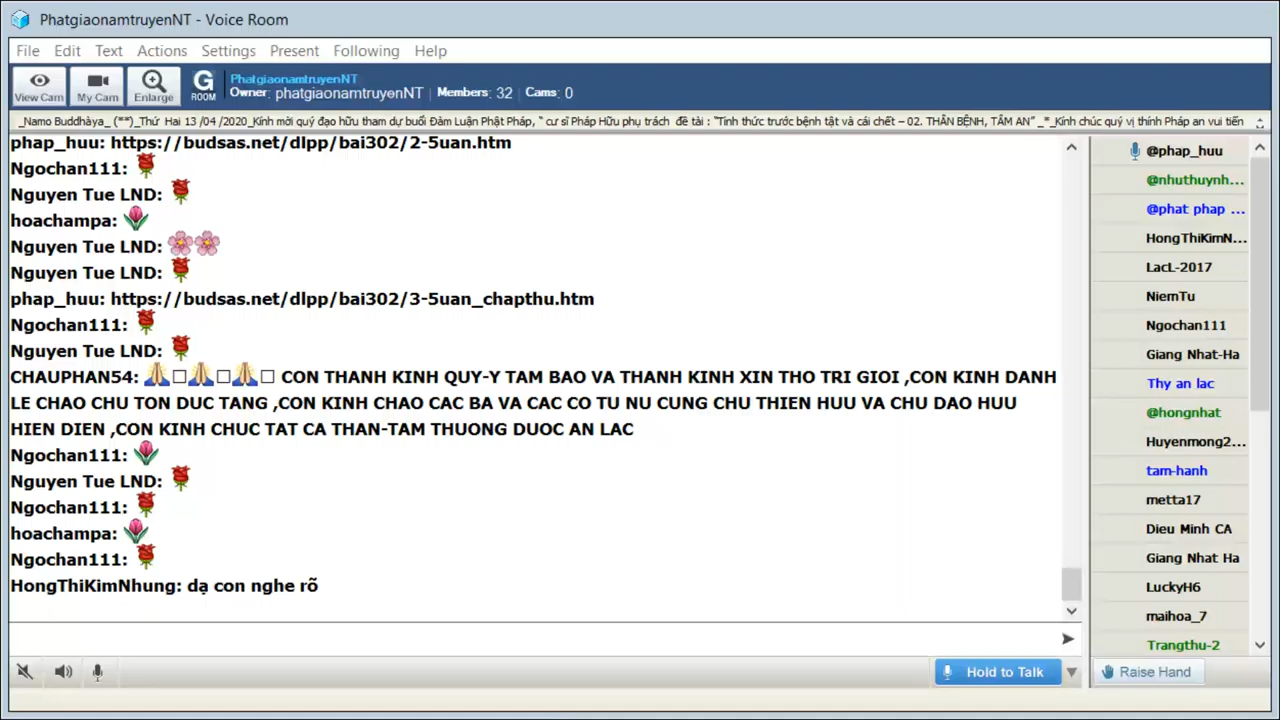 PhatgiaonamtruyenNT - Voice Room
File Edit Text Actions Settings Present Following Help
View Cam My Cam Enlarge G ROOM
PhatgiaonamtruyenNT
Owner: phatgiaonamtruyenNT Members: 32 Cams: 0
_Namo Buddhàya_ (**)_Thứ Hai 13 /04 /2020_Kính mời quý đạo hữu tham dự buổi Đàm Luận Phật Pháp, “ cư sĩ Pháp Hữu phụ trách đề tài : "Tỉnh thức trước bệnh tật và cái chết – 02. THÂN BỆNH, TÂM AN” _*_Kính chúc quý vị thính Pháp an vui tiến
phap_huu: https://budsas.net/dlpp/bai302/2-5uan.htm
Ngochan111:
Nguyen Tue LND:
hoachampa:
Nguyen Tue LND:
Nguyen Tue LND:
phap_huu: https://budsas.net/dlpp/bai302/3-5uan_chapthu.htm
Ngochan111:
Nguyen Tue LND:
CHAUPHAN54: CON THANH KINH QUY-Y TAM BAO VA THANH KINH XIN THO TRI GIOI ,CON KINH DANH
LE CHAO CHU TON DUC TANG ,CON KINH CHAO CAC BA VA CAC CO TU NU CUNG CHU THIEN HUU VA CHU DAO HUU
HIEN DIEN ,CON KINH CHUC TAT CA THAN-TAM THUONG DUOC AN LAC
Ngochan111:
Nguyen Tue LND:
Ngochan111:
hoachampa:
Ngochan111:
HongThiKimNhung: dạ con nghe rõ
@phap_huu
@nhuthuynh...
@phat phap ...
HongThiKimN...
LacL-2017
NiemTu
Ngochan111
Giang Nhat-Ha
Thy an lac
@hongnhat
Huyenmong2...
tam-hanh
metta17
Dieu Minh CA
Giang Nhat Ha
LuckyH6
maihoa_7
Trangthu-2
Hold to Talk
Raise Hand